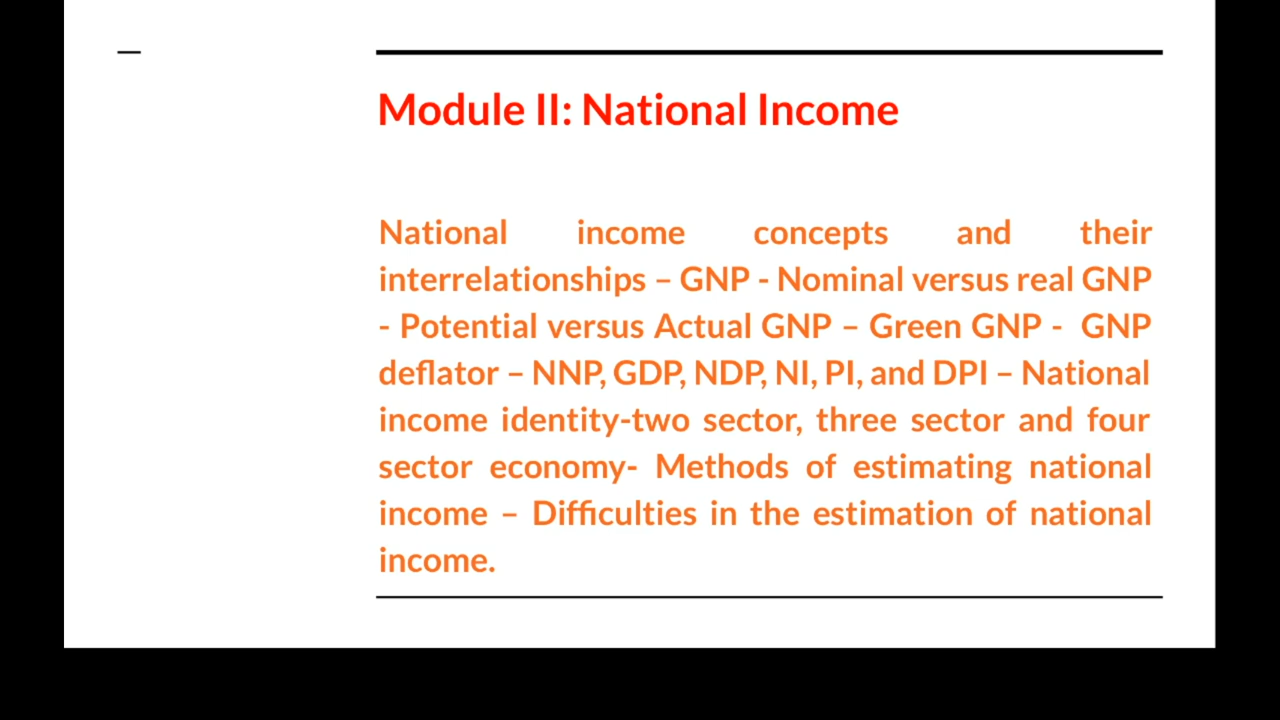 Module II: National Income
National income concepts and their
interrelationships – GNP - Nominal versus real GNP
- Potential versus Actual GNP – Green GNP - GNP
deflator – NNP, GDP, NDP, NI, PI, and DPI – National
income identity-two sector, three sector and four
sector economy- Methods of estimating national
income – Difficulties in the estimation of national
income.